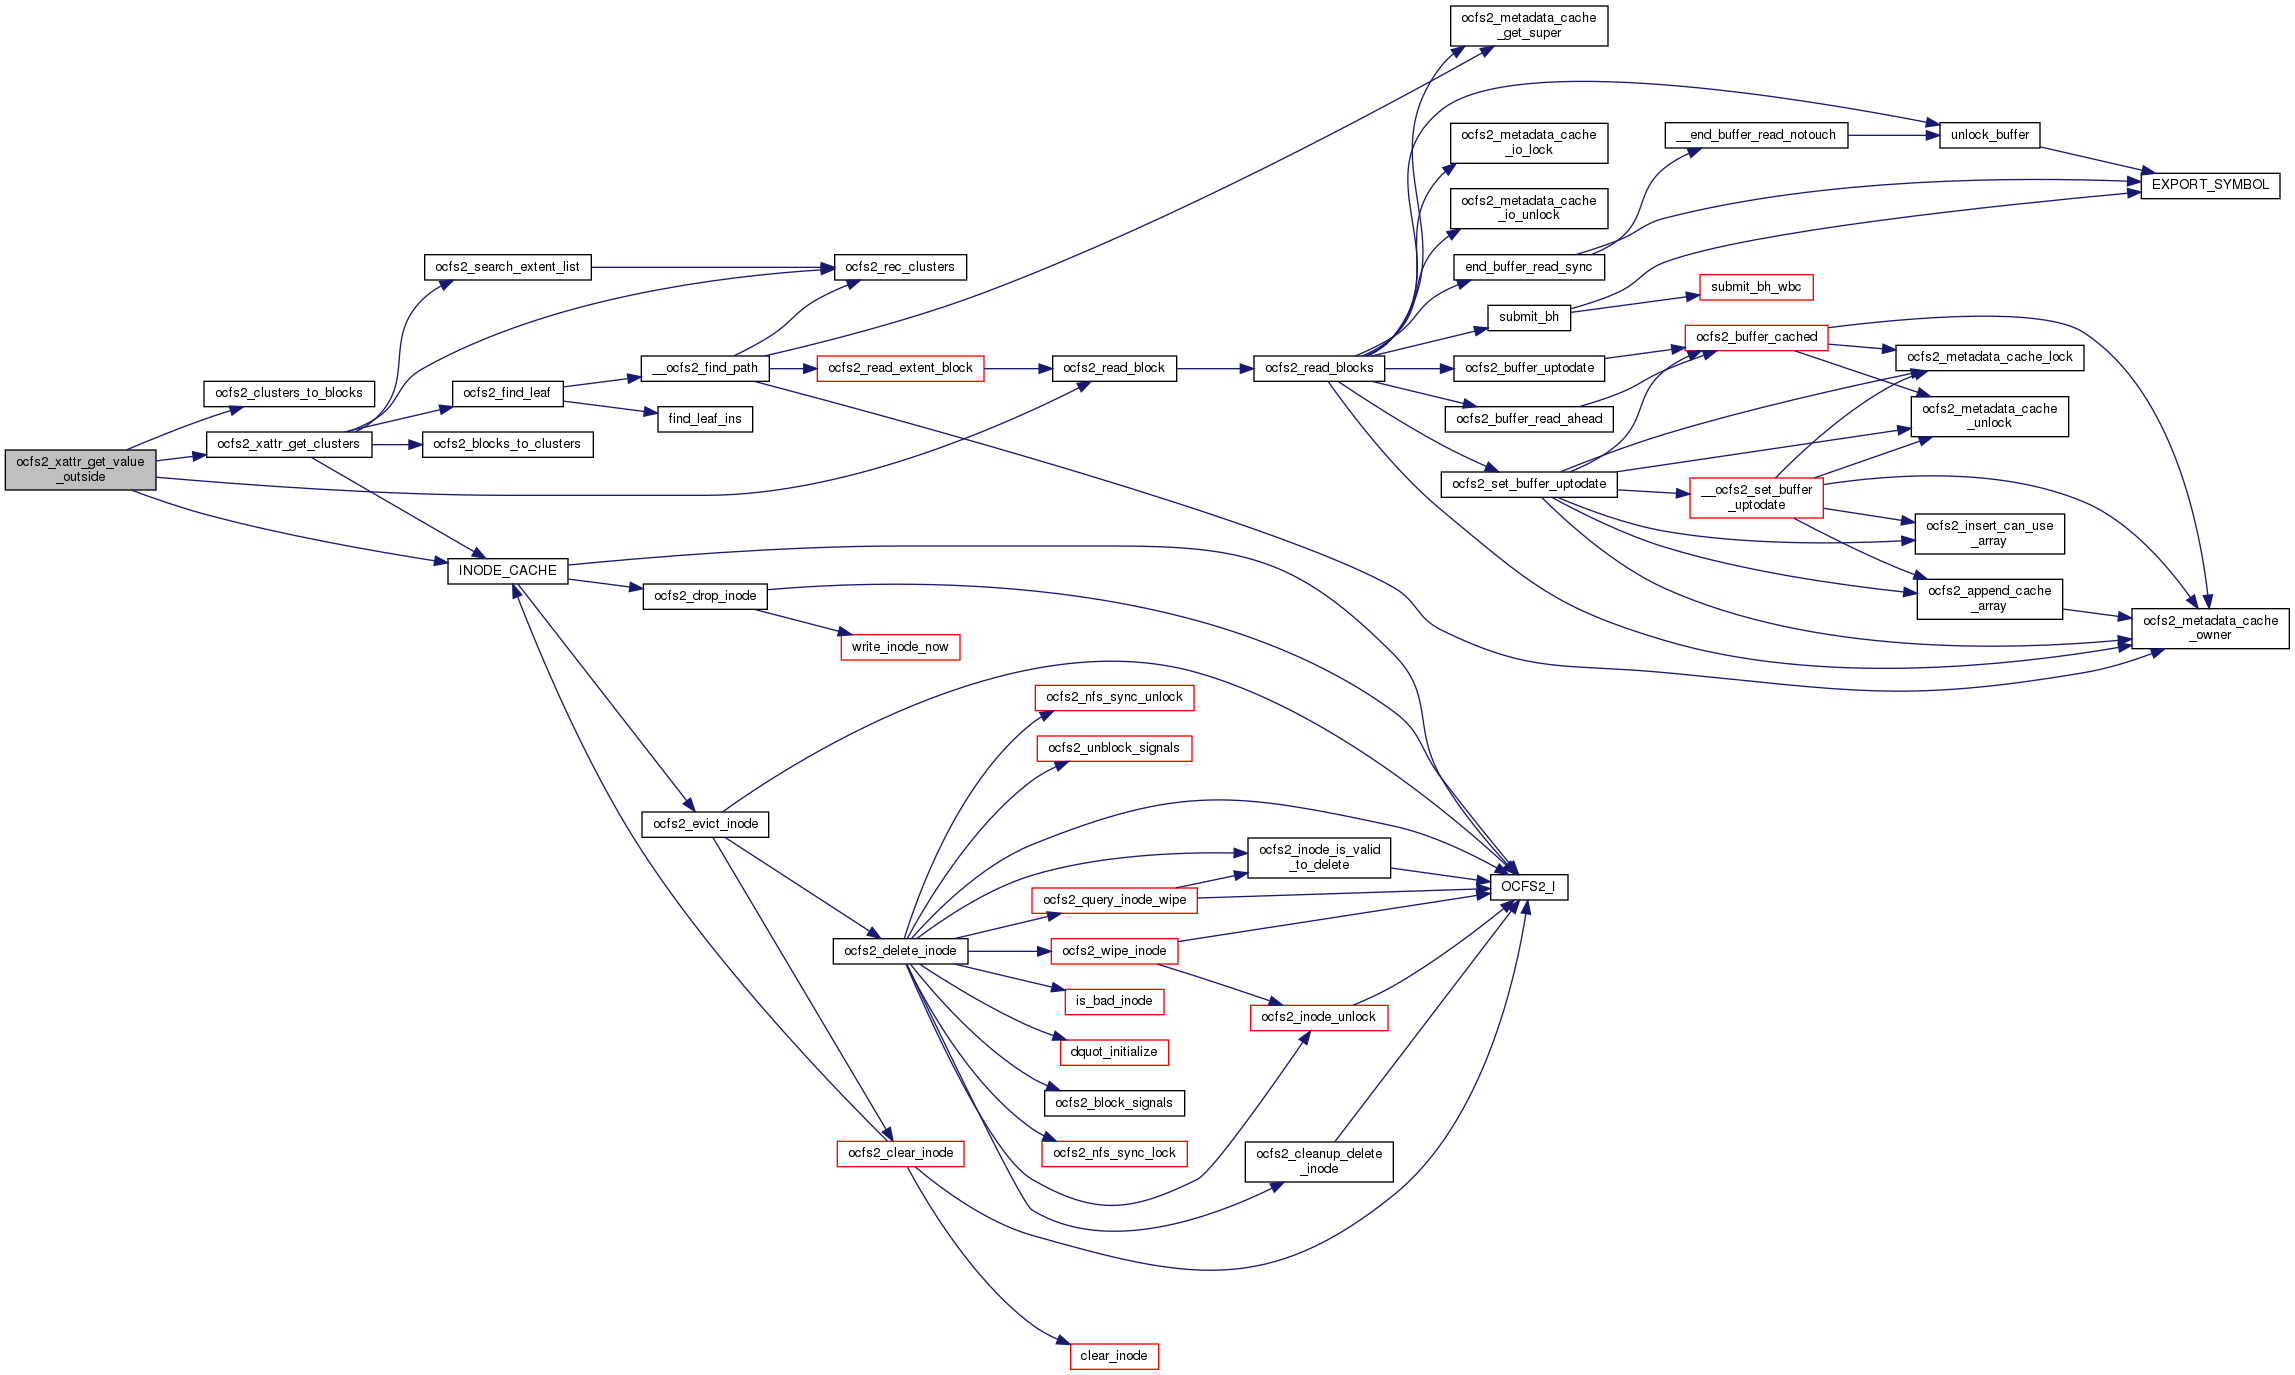 ocfs2_xattr_get_value
_outside
ocfs2_clusters_to_blocks
ocfs2_xattr_get_clusters
ocfs2_search_extent_list
ocfs2_find_leaf
ocfs2_blocks_to_clusters
INODE_CACHE
__ocfs2_find_path
find_leaf_ins
ocfs2_drop_inode
ocfs2_evict_inode
ocfs2_rec_clusters
ocfs2_read_extent_block
write_inode_now
ocfs2_delete_inode
ocfs2_clear_inode
ocfs2_read_block
ocfs2_nfs_sync_unlock
ocfs2_unblock_signals
ocfs2_query_inode_wipe
ocfs2_wipe_inode
is_bad_inode
dquot_initialize
ocfs2_block_signals
ocfs2_nfs_sync_lock
clear_inode
ocfs2_read_blocks
ocfs2_inode_is_valid
_to_delete
ocfs2_inode_unlock
ocfs2_cleanup_delete
_inode
ocfs2_metadata_cache
_get_super
ocfs2_metadata_cache
_io_lock
ocfs2_metadata_cache
_io_unlock
end_buffer_read_sync
submit_bh
ocfs2_buffer_uptodate
ocfs2_buffer_read_ahead
ocfs2_set_buffer_uptodate
OCFS2_I
__end_buffer_read_notouch
submit_bh_wbc
ocfs2_buffer_cached
__ocfs2_set_buffer
_uptodate
unlock_buffer
ocfs2_metadata_cache_lock
ocfs2_metadata_cache
_unlock
ocfs2_insert_can_use
_array
ocfs2_append_cache
_array
EXPORT_SYMBOL
ocfs2_metadata_cache
_owner